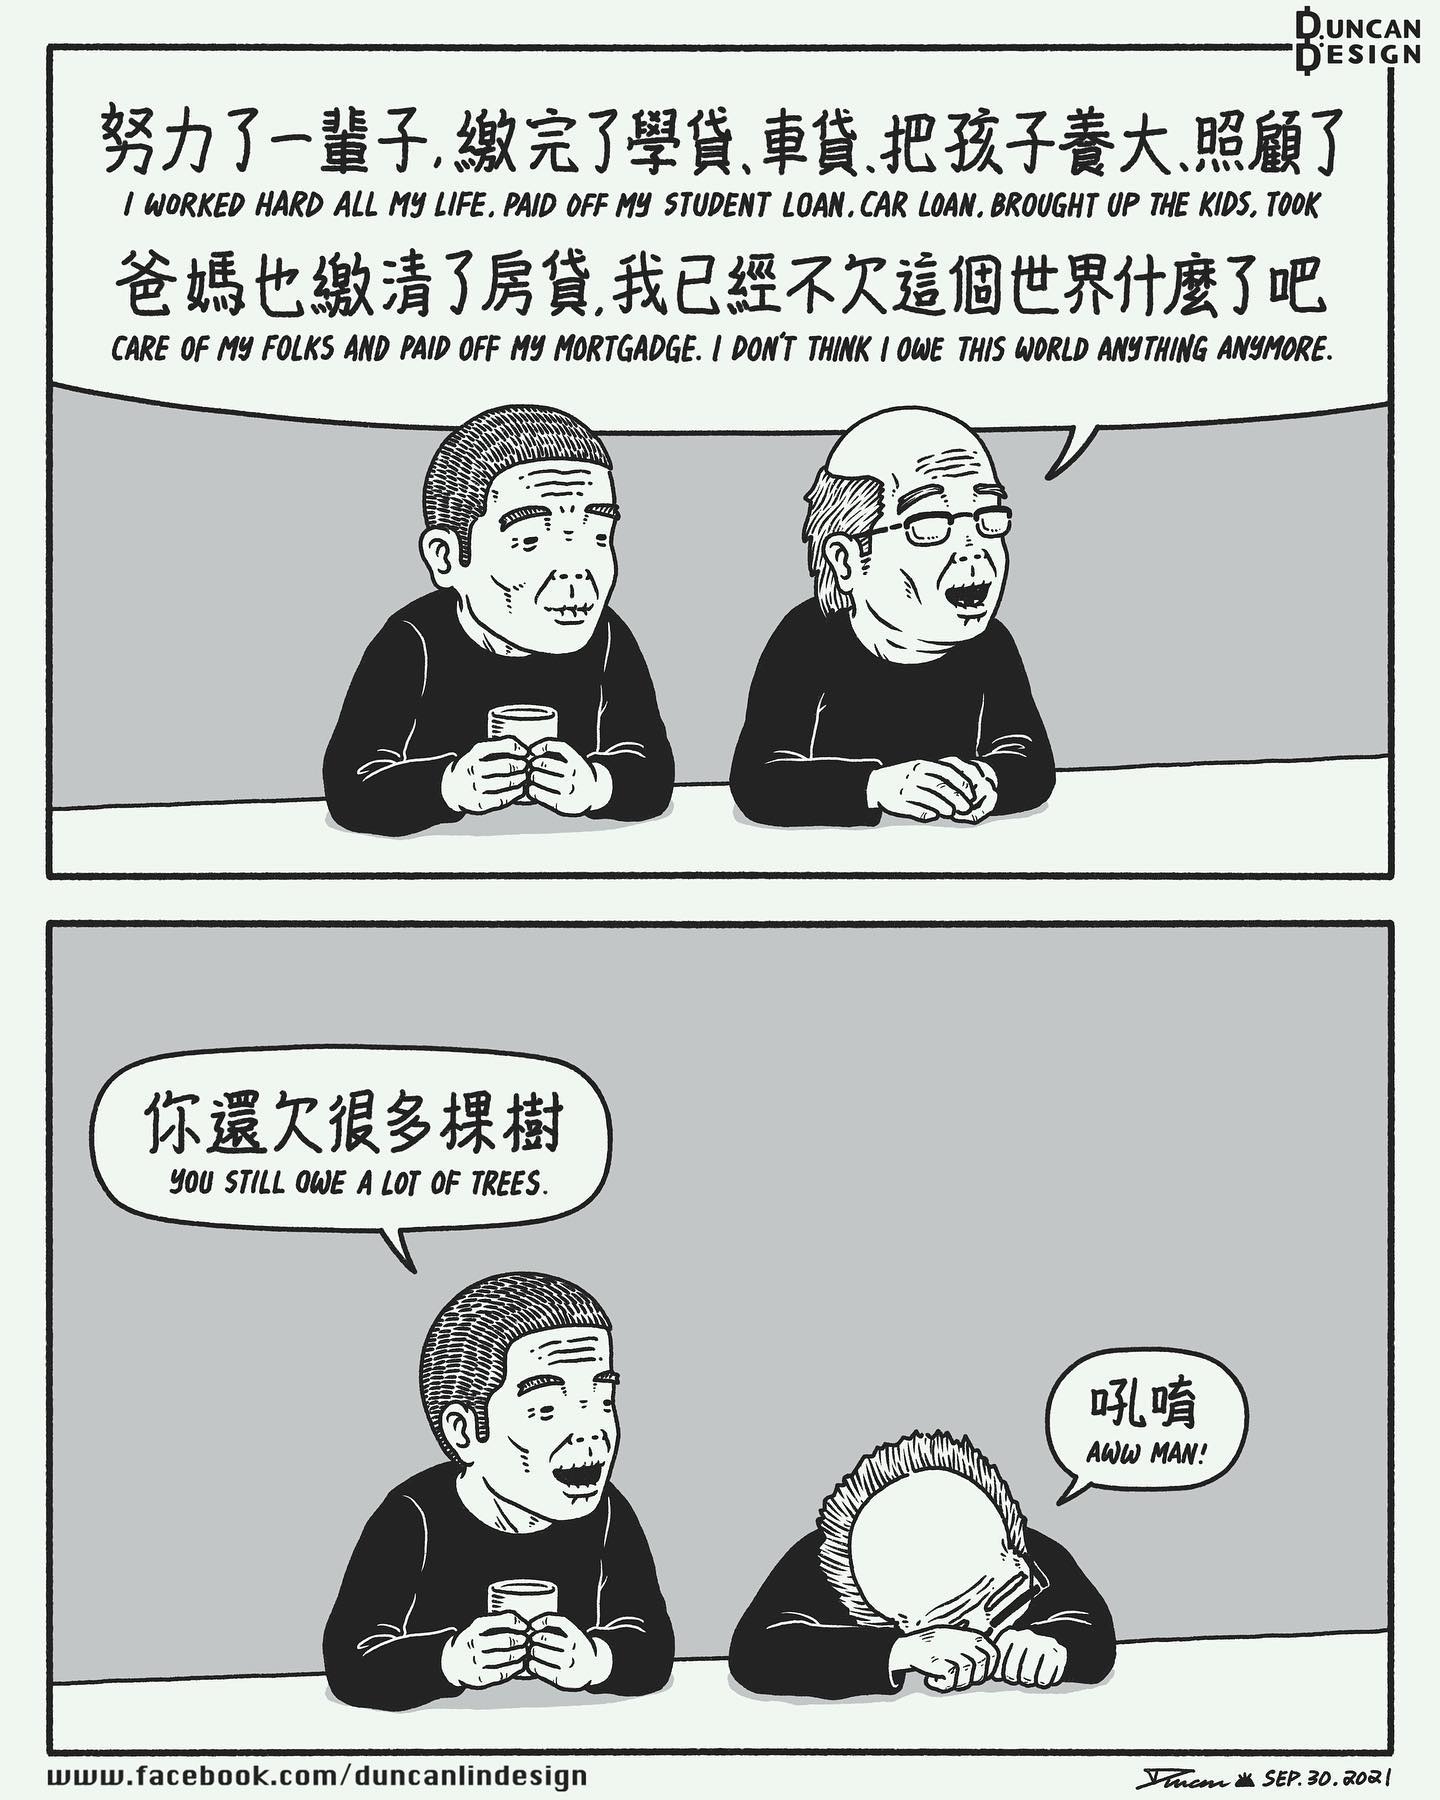 DUNCAN
DESIGN
努力了一輩子,繳完了學貸、車貸、把孩子養大、照顧了
I WORKED HARD ALL MY LIFE. PAID OFF MY STUDENT LOAN. CAR LOAN. BROUGHT UP THE KIDS, TOOK
爸媽也繳清了房貸,我已經不欠這個世界什麼了吧
CARE OF MY FOLKS AND PAID OFF MY MORTGADGE. I DON'T THINK I OWE THIS WORLD ANYTHING ANYMORE.
你還欠很多棵樹
YOU STILL OWE A LOT OF TREES.
吼唷
AWW MAN!
www.facebook.com/duncanlindesign
Duncan SEP.30.2021